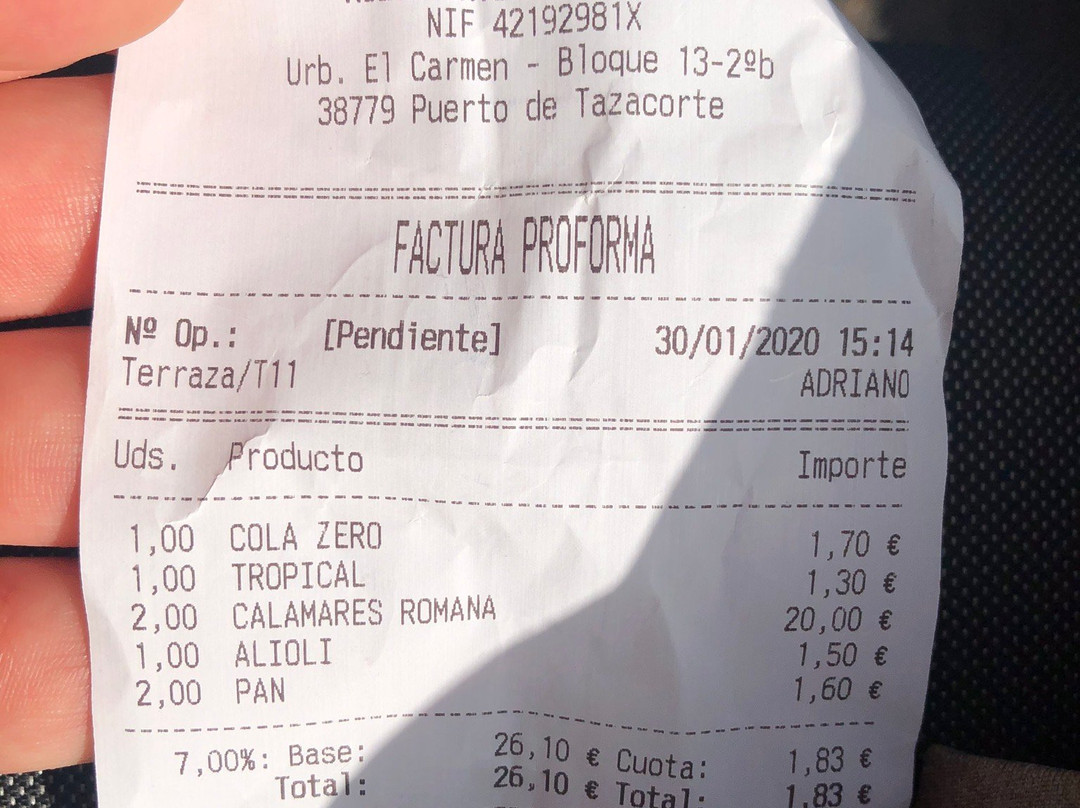 NIF 42192981X
Urb. El Carmen - Bloque 13-2ºb
38779 Puerto de Tazacorte
FACTURA PROFORMA
Nº Op.: [Pendiente] 30/01/2020 15:14
Terraza/T11 ADRIANO
Uds. Producto Importe
1,00 COLA ZERO 1,70 €
1,00 TROPICAL 1,30 €
2,00 CALAMARES ROMANA 20,00 €
1,00 ALIOLI 1,50 €
2,00 PAN 1,60 €
7,00%: Base: 26,10 € Cuota: 1,83 €
Total: 26,10 € Total: 1,83 €